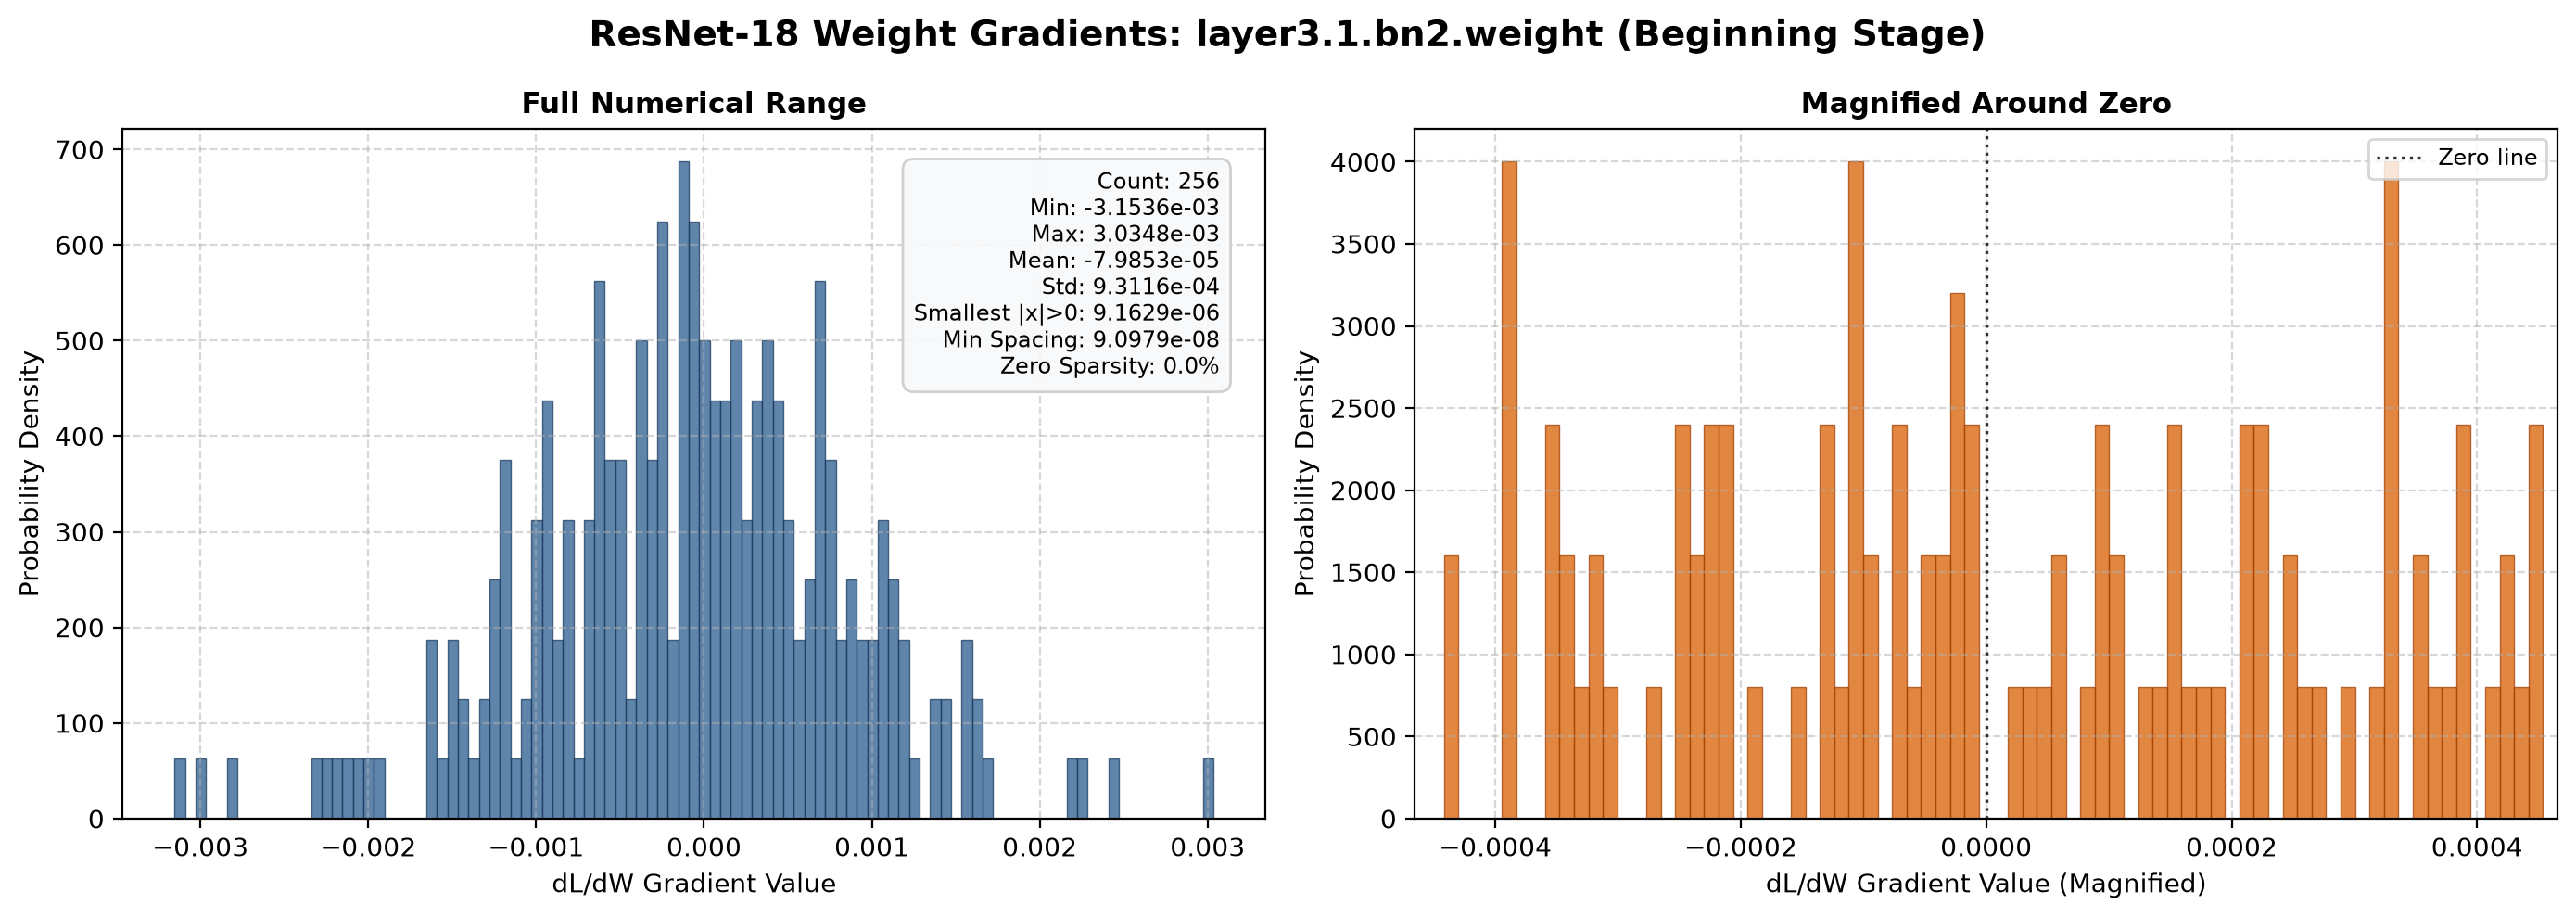 ResNet-18 Weight Gradients: layer3.1.bn2.weight (Beginning Stage)
Full Numerical Range
Probability Density
700
600
500
400
300
200
100
0
Count: 256
Min: -3.1536e-03
Max: 3.0348e-03
Mean: -7.9853e-05
Std: 9.3116e-04
Smallest |x|>0: 9.1629e-06
Min Spacing: 9.0979e-08
Zero Sparsity: 0.0%
−0.003 −0.002 −0.001 0.000 0.001 0.002 0.003
dL/dW Gradient Value
Magnified Around Zero
Probability Density
4000
3500
3000
2500
2000
1500
1000
500
0
Zero line
−0.0004 −0.0002 0.0000 0.0002 0.0004
dL/dW Gradient Value (Magnified)